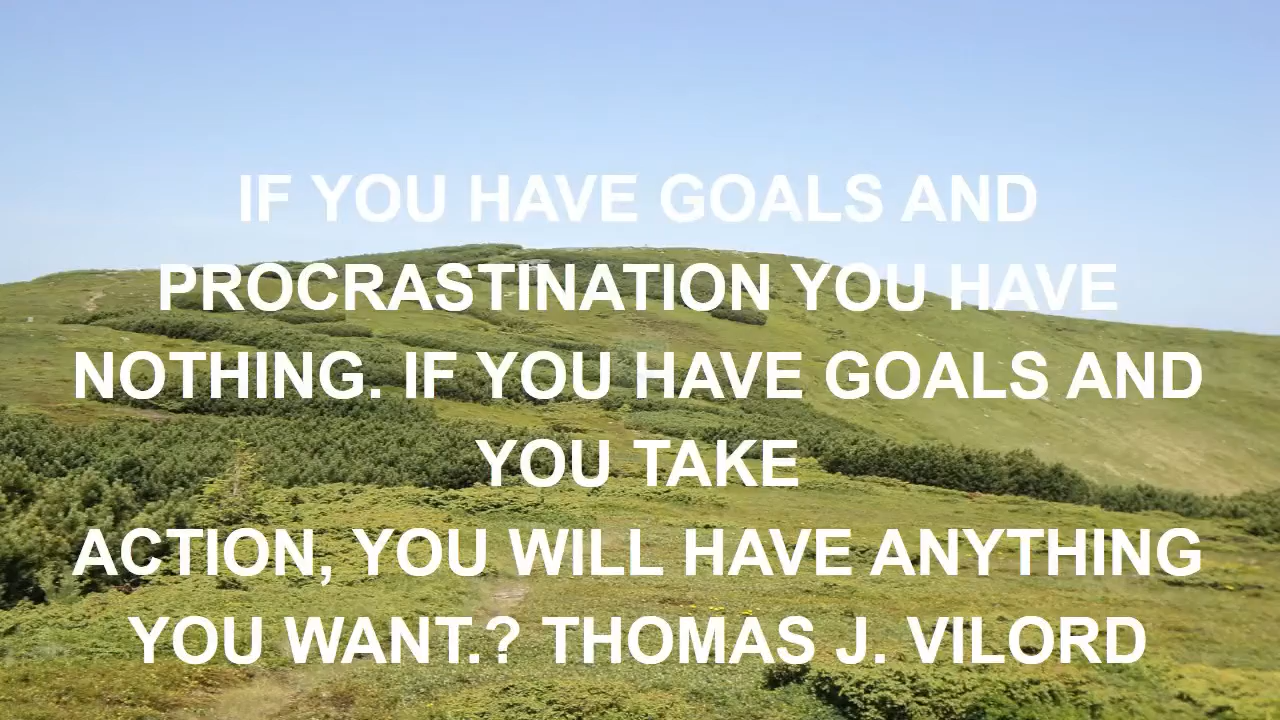 IF YOU HAVE GOALS AND
PROCRASTINATION YOU HAVE
NOTHING. IF YOU HAVE GOALS AND
YOU TAKE
ACTION, YOU WILL HAVE ANYTHING
YOU WANT.? THOMAS J. VILORD